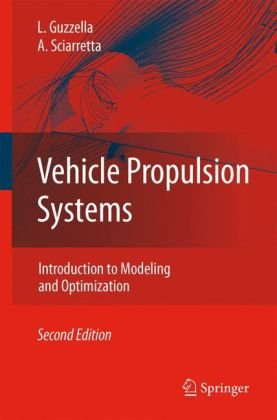 L. Guzzella
A. Sciarretta
Vehicle Propulsion
Systems
Introduction to Modeling
and Optimization
Second Edition
Springer